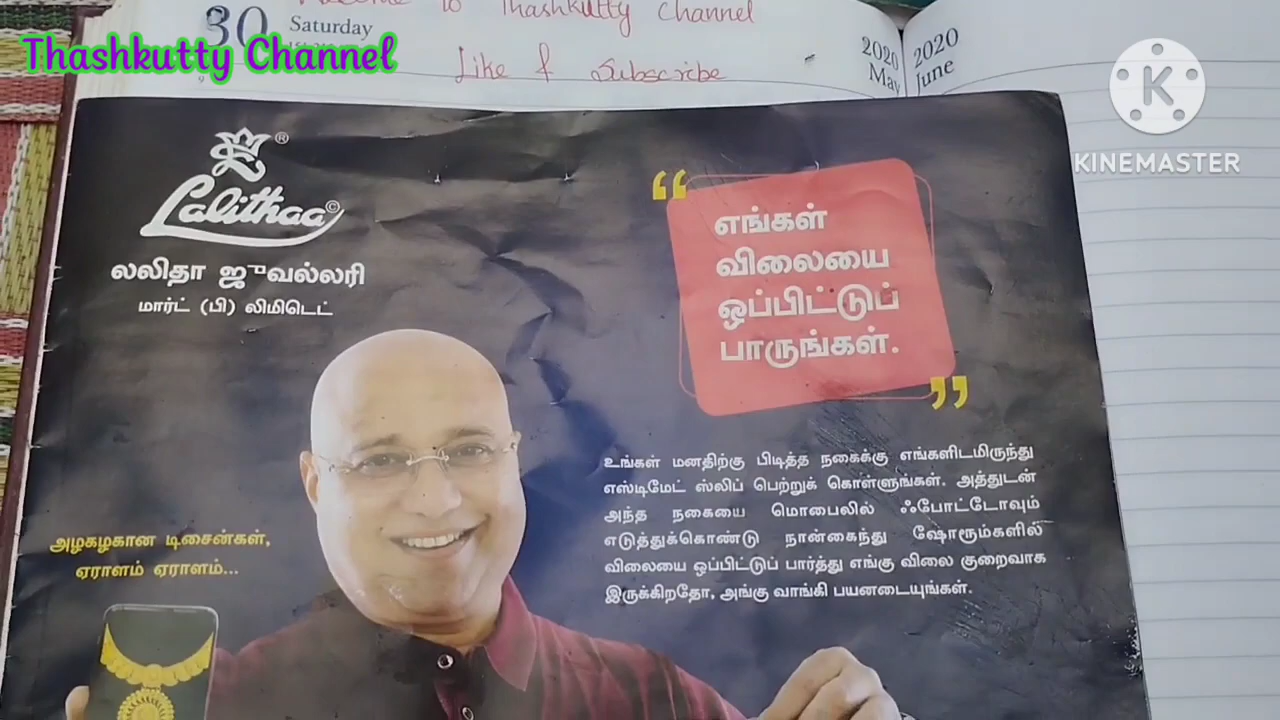 30
Saturday
to Thashkutty Channel
Like & Subscribe
Thashkutty Channel
2020
May
2020
June
K
KINEMASTER
®
Lalithaa©
லலிதா ஜுவல்லரி
மார்ட் (பி) லிமிடெட்
“
எங்கள்
விலையை
ஒப்பிட்டுப்
பாருங்கள்.
”
உங்கள் மனதிற்கு பிடித்த நகைக்கு எங்களிடமிருந்து
எஸ்டிமேட் ஸ்லிப் பெற்றுக் கொள்ளுங்கள். அத்துடன்
அந்த நகையை மொபைலில் ஃபோட்டோவும்
எடுத்துக்கொண்டு நான்கைந்து ஷோரூம்களில்
விலையை ஒப்பிட்டுப் பார்த்து எங்கு விலை குறைவாக
இருக்கிறதோ, அங்கு வாங்கி பயனடையுங்கள்.
அழகழகான டிசைன்கள்,
ஏராளம் ஏராளம்...